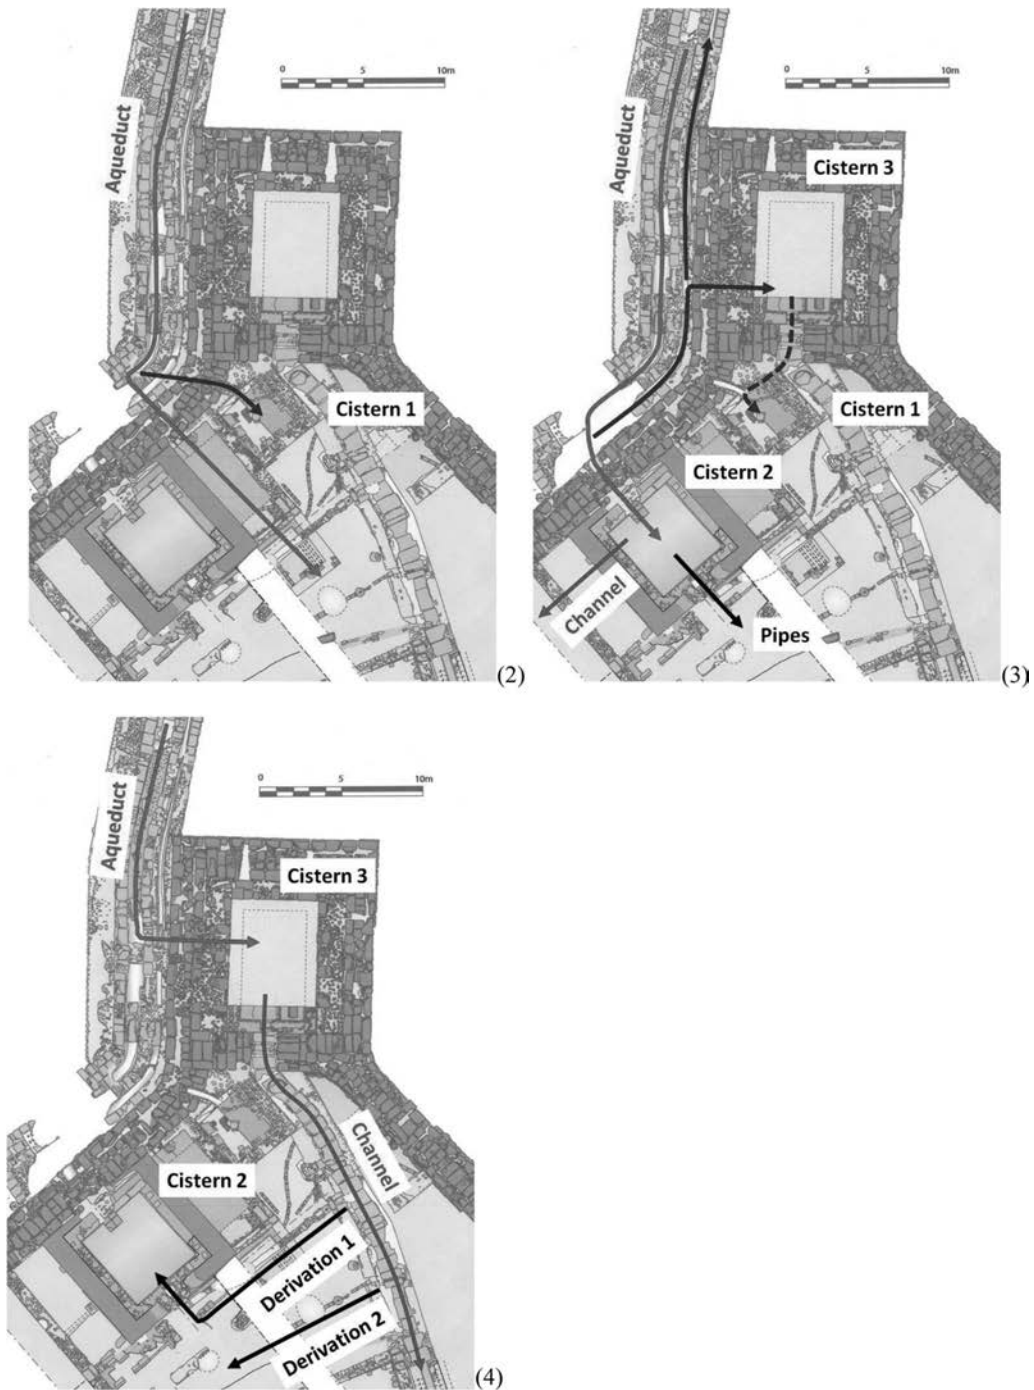 0 5 10m
Aqueduct
Cistern 1
(2)
0 5 10m
Aqueduct
Cistern 3
Cistern 1
Cistern 2
Channel
Pipes
(3)
0 5 10m
Aqueduct
Cistern 3
Channel
Cistern 2
Derivation 1
Derivation 2
(4)